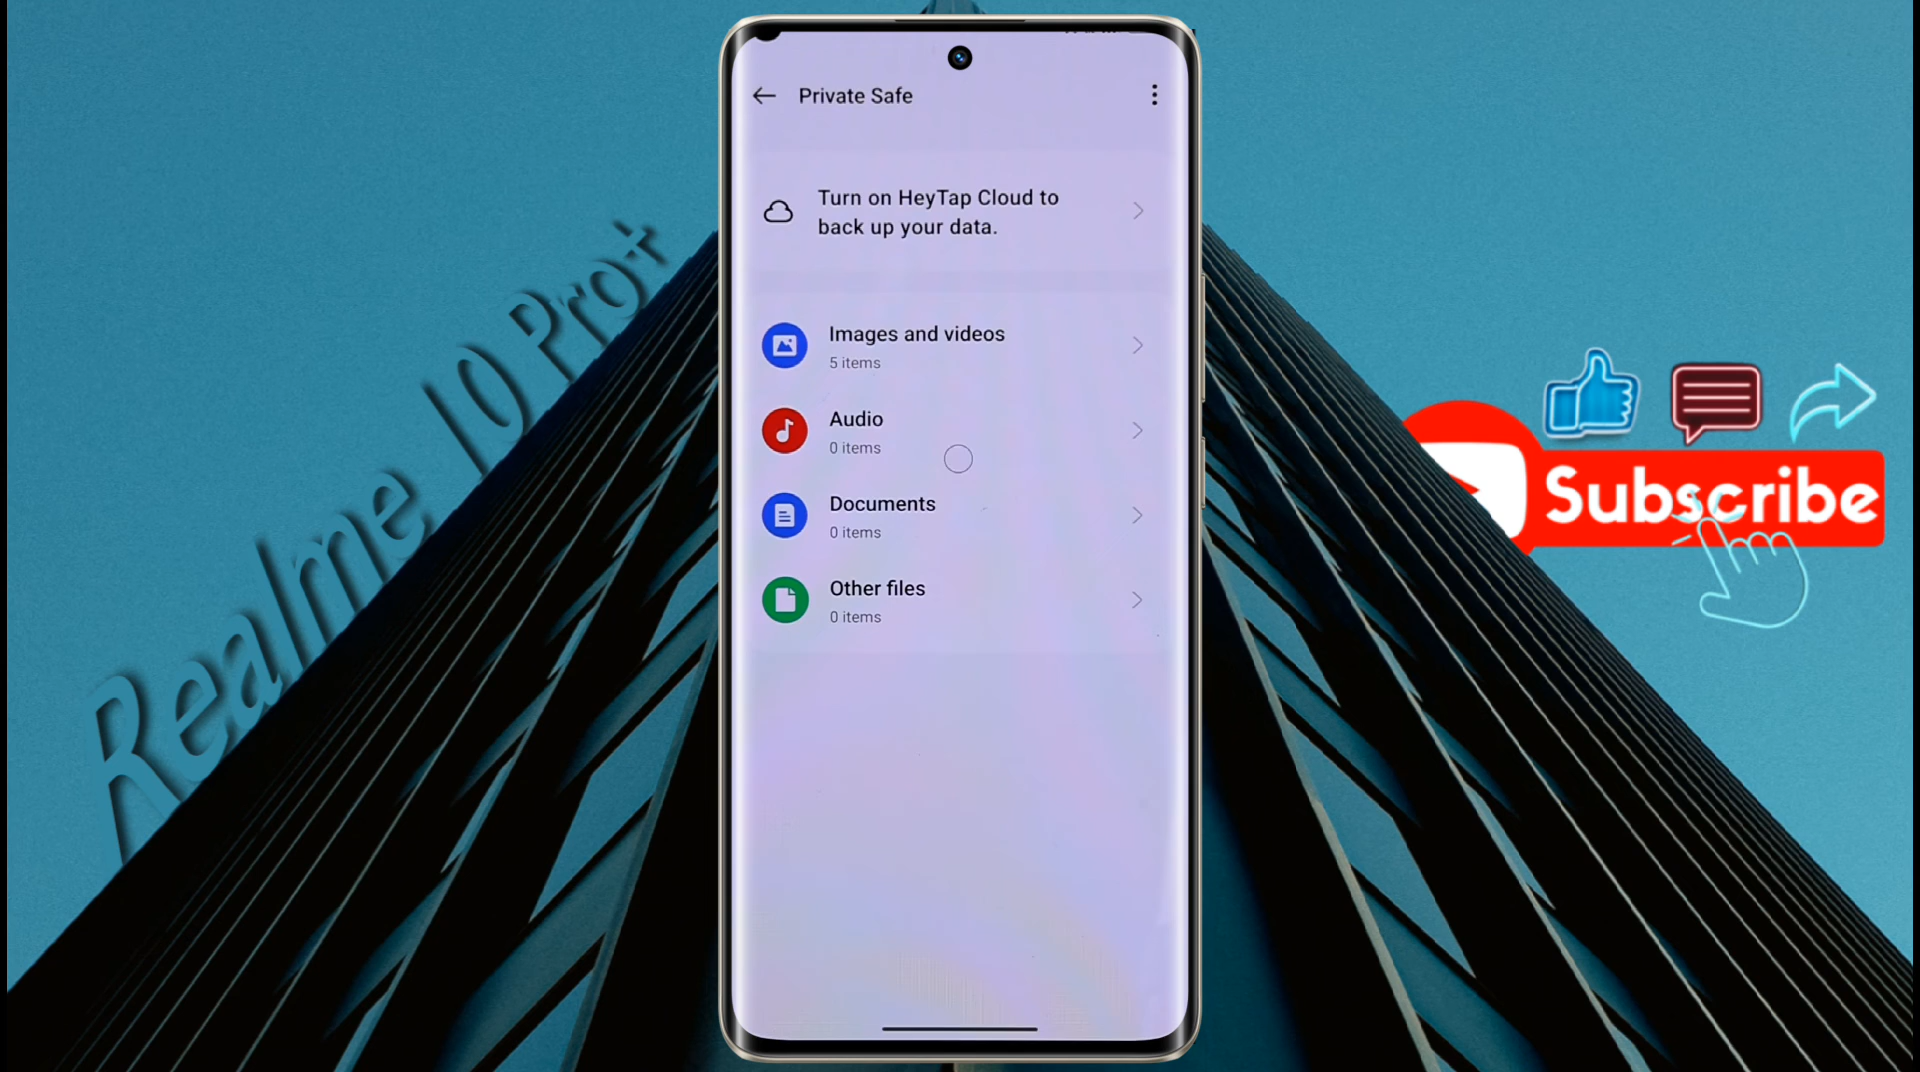 Realme 10 Pro+
Private Safe
Turn on HeyTap Cloud to
back up your data.
Images and videos
5 items
Audio
0 items
Documents
0 items
Other files
0 items
Subscribe